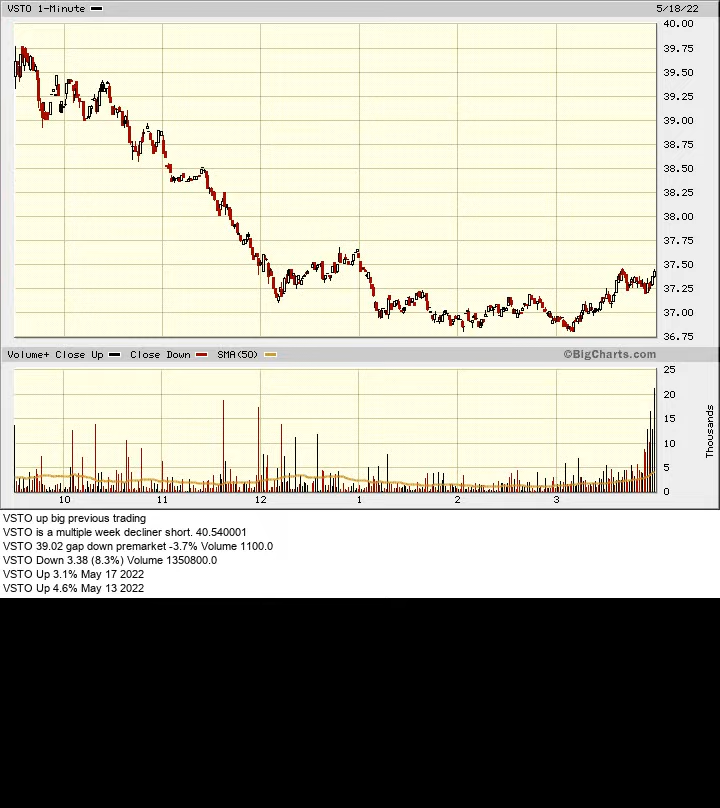 VSTO 1-Minute 5/18/22
40.00
39.75
39.50
39.25
39.00
38.75
38.50
38.25
38.00
37.75
37.50
37.25
37.00
36.75
Volume+ Close Up Close Down SMA(50) ©BigCharts.com
25
20
15
10
5
0
Thousands
10 11 12 1 2 3
VSTO up big previous trading
VSTO is a multiple week decliner short. 40.540001
VSTO 39.02 gap down premarket -3.7% Volume 1100.0
VSTO Down 3.38 (8.3%) Volume 1350800.0
VSTO Up 3.1% May 17 2022
VSTO Up 4.6% May 13 2022